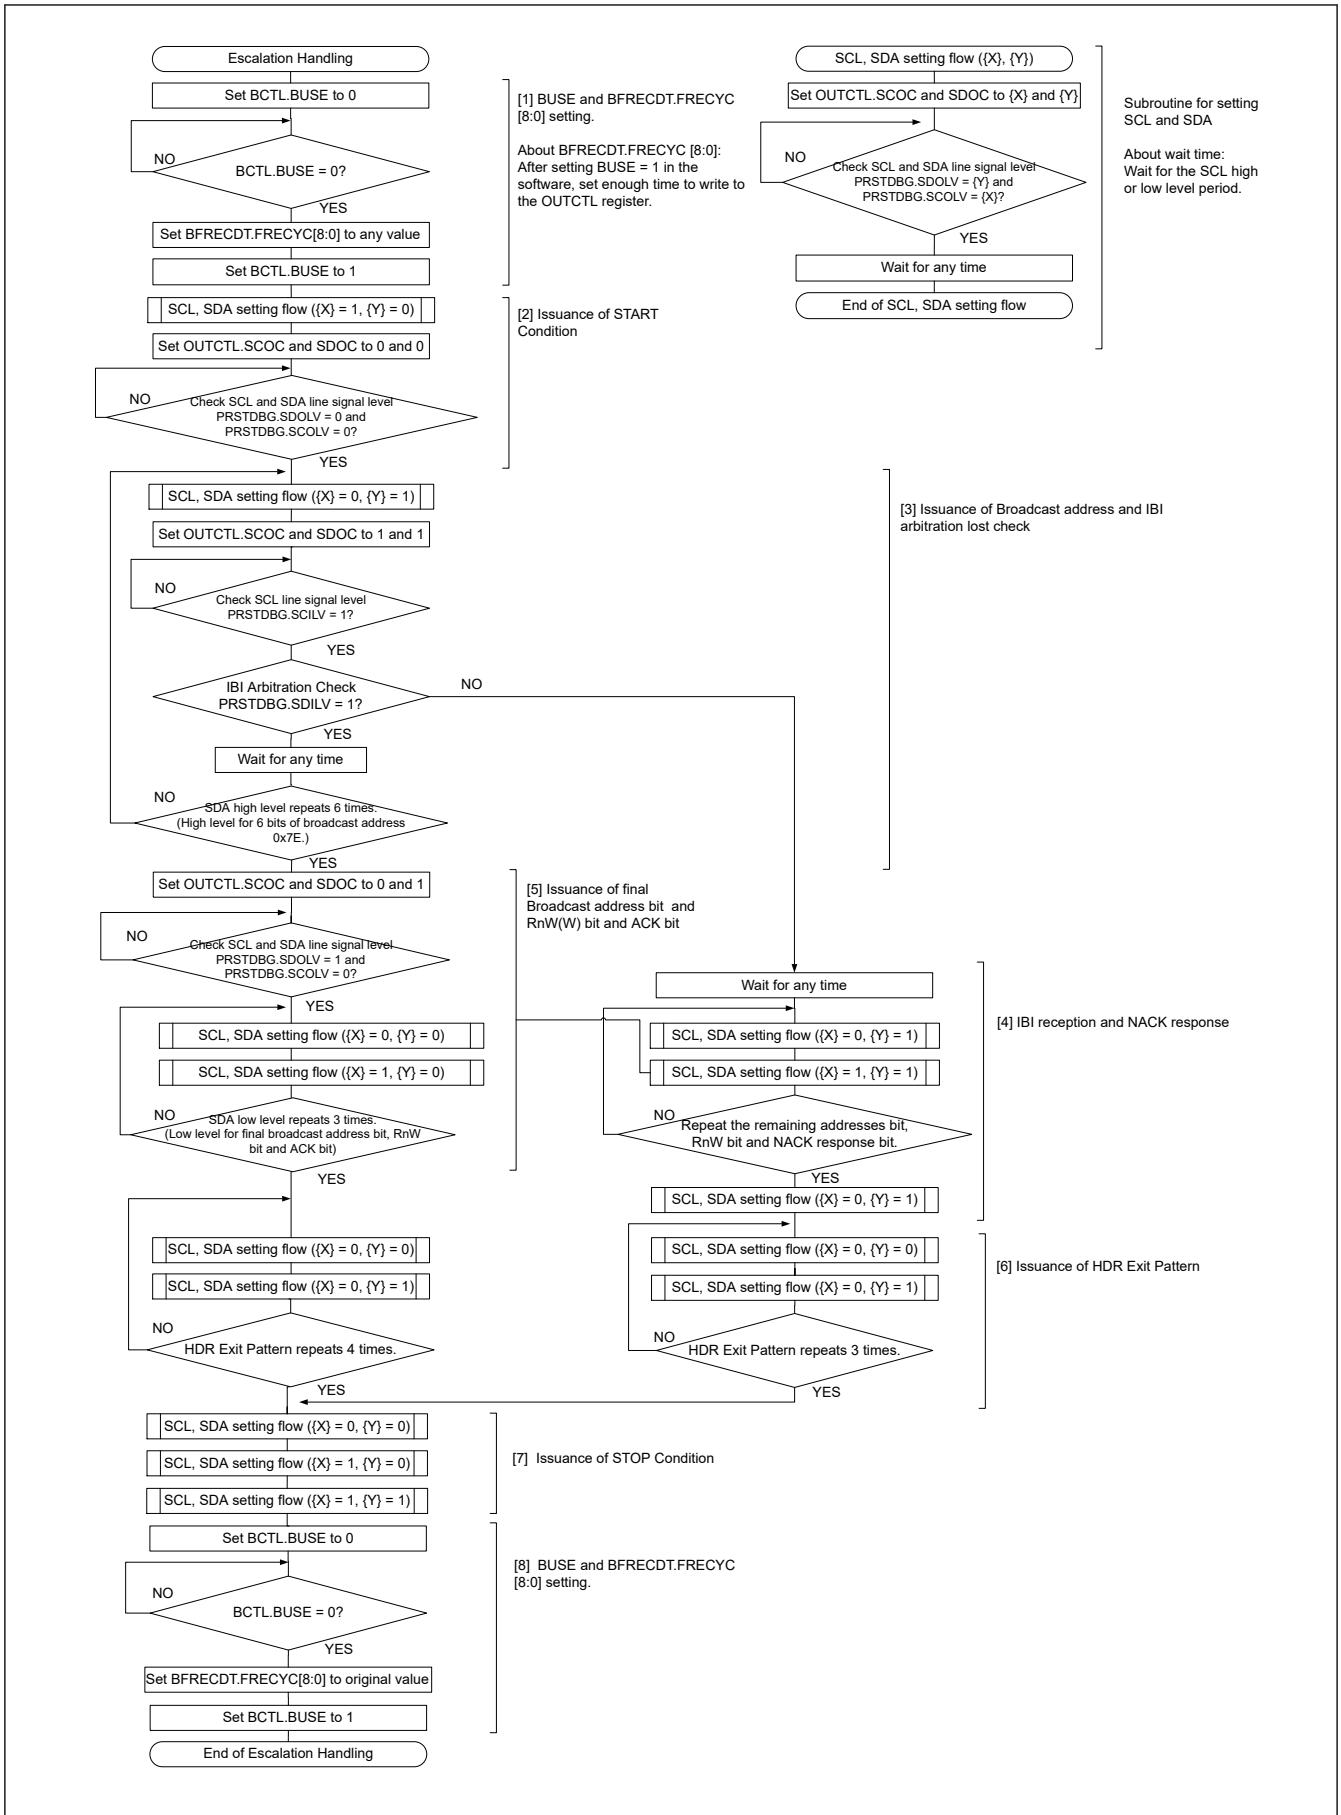 Escalation Handling
Set BCTL.BUSE to 0
NO
BCTL.BUSE = 0?
YES
Set BFRECDT.FRECYC[8:0] to any value
Set BCTL.BUSE to 1
[1] BUSE and BFRECDT.FRECYC
[8:0] setting.
About BFRECDT.FRECYC [8:0]:
After setting BUSE = 1 in the
software, set enough time to write to
the OUTCTL register.
SCL, SDA setting flow ({X}, {Y})
Set OUTCTL.SCOC and SDOC to {X} and {Y}
NO
Check SCL and SDA line signal level
PRSTDBG.SDOLV = {Y} and
PRSTDBG.SCOLV = {X}?
YES
Wait for any time
End of SCL, SDA setting flow
Subroutine for setting
SCL and SDA
About wait time:
Wait for the SCL high
or low level period.
SCL, SDA setting flow ({X} = 1, {Y} = 0)
Set OUTCTL.SCOC and SDOC to 0 and 0
NO
Check SCL and SDA line signal level
PRSTDBG.SDOLV = 0 and
PRSTDBG.SCOLV = 0?
YES
[2] Issuance of START
Condition
SCL, SDA setting flow ({X} = 0, {Y} = 1)
Set OUTCTL.SCOC and SDOC to 1 and 1
NO
Check SCL line signal level
PRSTDBG.SCILV = 1?
YES
IBI Arbitration Check
PRSTDBG.SDILV = 1?
NO
YES
Wait for any time
NO
SDA high level repeats 6 times.
(High level for 6 bits of broadcast address
0x7E.)
YES
[3] Issuance of Broadcast address and IBI
arbitration lost check
Set OUTCTL.SCOC and SDOC to 0 and 1
NO
Check SCL and SDA line signal level
PRSTDBG.SDOLV = 1 and
PRSTDBG.SCOLV = 0?
YES
SCL, SDA setting flow ({X} = 0, {Y} = 0)
SCL, SDA setting flow ({X} = 1, {Y} = 0)
NO
SDA low level repeats 3 times.
(Low level for final broadcast address bit, RnW
bit and ACK bit)
YES
[5] Issuance of final
Broadcast address bit and
RnW(W) bit and ACK bit
Wait for any time
SCL, SDA setting flow ({X} = 0, {Y} = 1)
SCL, SDA setting flow ({X} = 1, {Y} = 1)
NO
Repeat the remaining addresses bit,
RnW bit and NACK response bit.
YES
SCL, SDA setting flow ({X} = 0, {Y} = 1)
[4] IBI reception and NACK response
SCL, SDA setting flow ({X} = 0, {Y} = 0)
SCL, SDA setting flow ({X} = 0, {Y} = 1)
NO
HDR Exit Pattern repeats 4 times.
YES
SCL, SDA setting flow ({X} = 0, {Y} = 0)
SCL, SDA setting flow ({X} = 0, {Y} = 1)
NO
HDR Exit Pattern repeats 3 times.
YES
[6] Issuance of HDR Exit Pattern
SCL, SDA setting flow ({X} = 0, {Y} = 0)
SCL, SDA setting flow ({X} = 1, {Y} = 0)
SCL, SDA setting flow ({X} = 1, {Y} = 1)
[7] Issuance of STOP Condition
Set BCTL.BUSE to 0
NO
BCTL.BUSE = 0?
YES
Set BFRECDT.FRECYC[8:0] to original value
Set BCTL.BUSE to 1
End of Escalation Handling
[8] BUSE and BFRECDT.FRECYC
[8:0] setting.